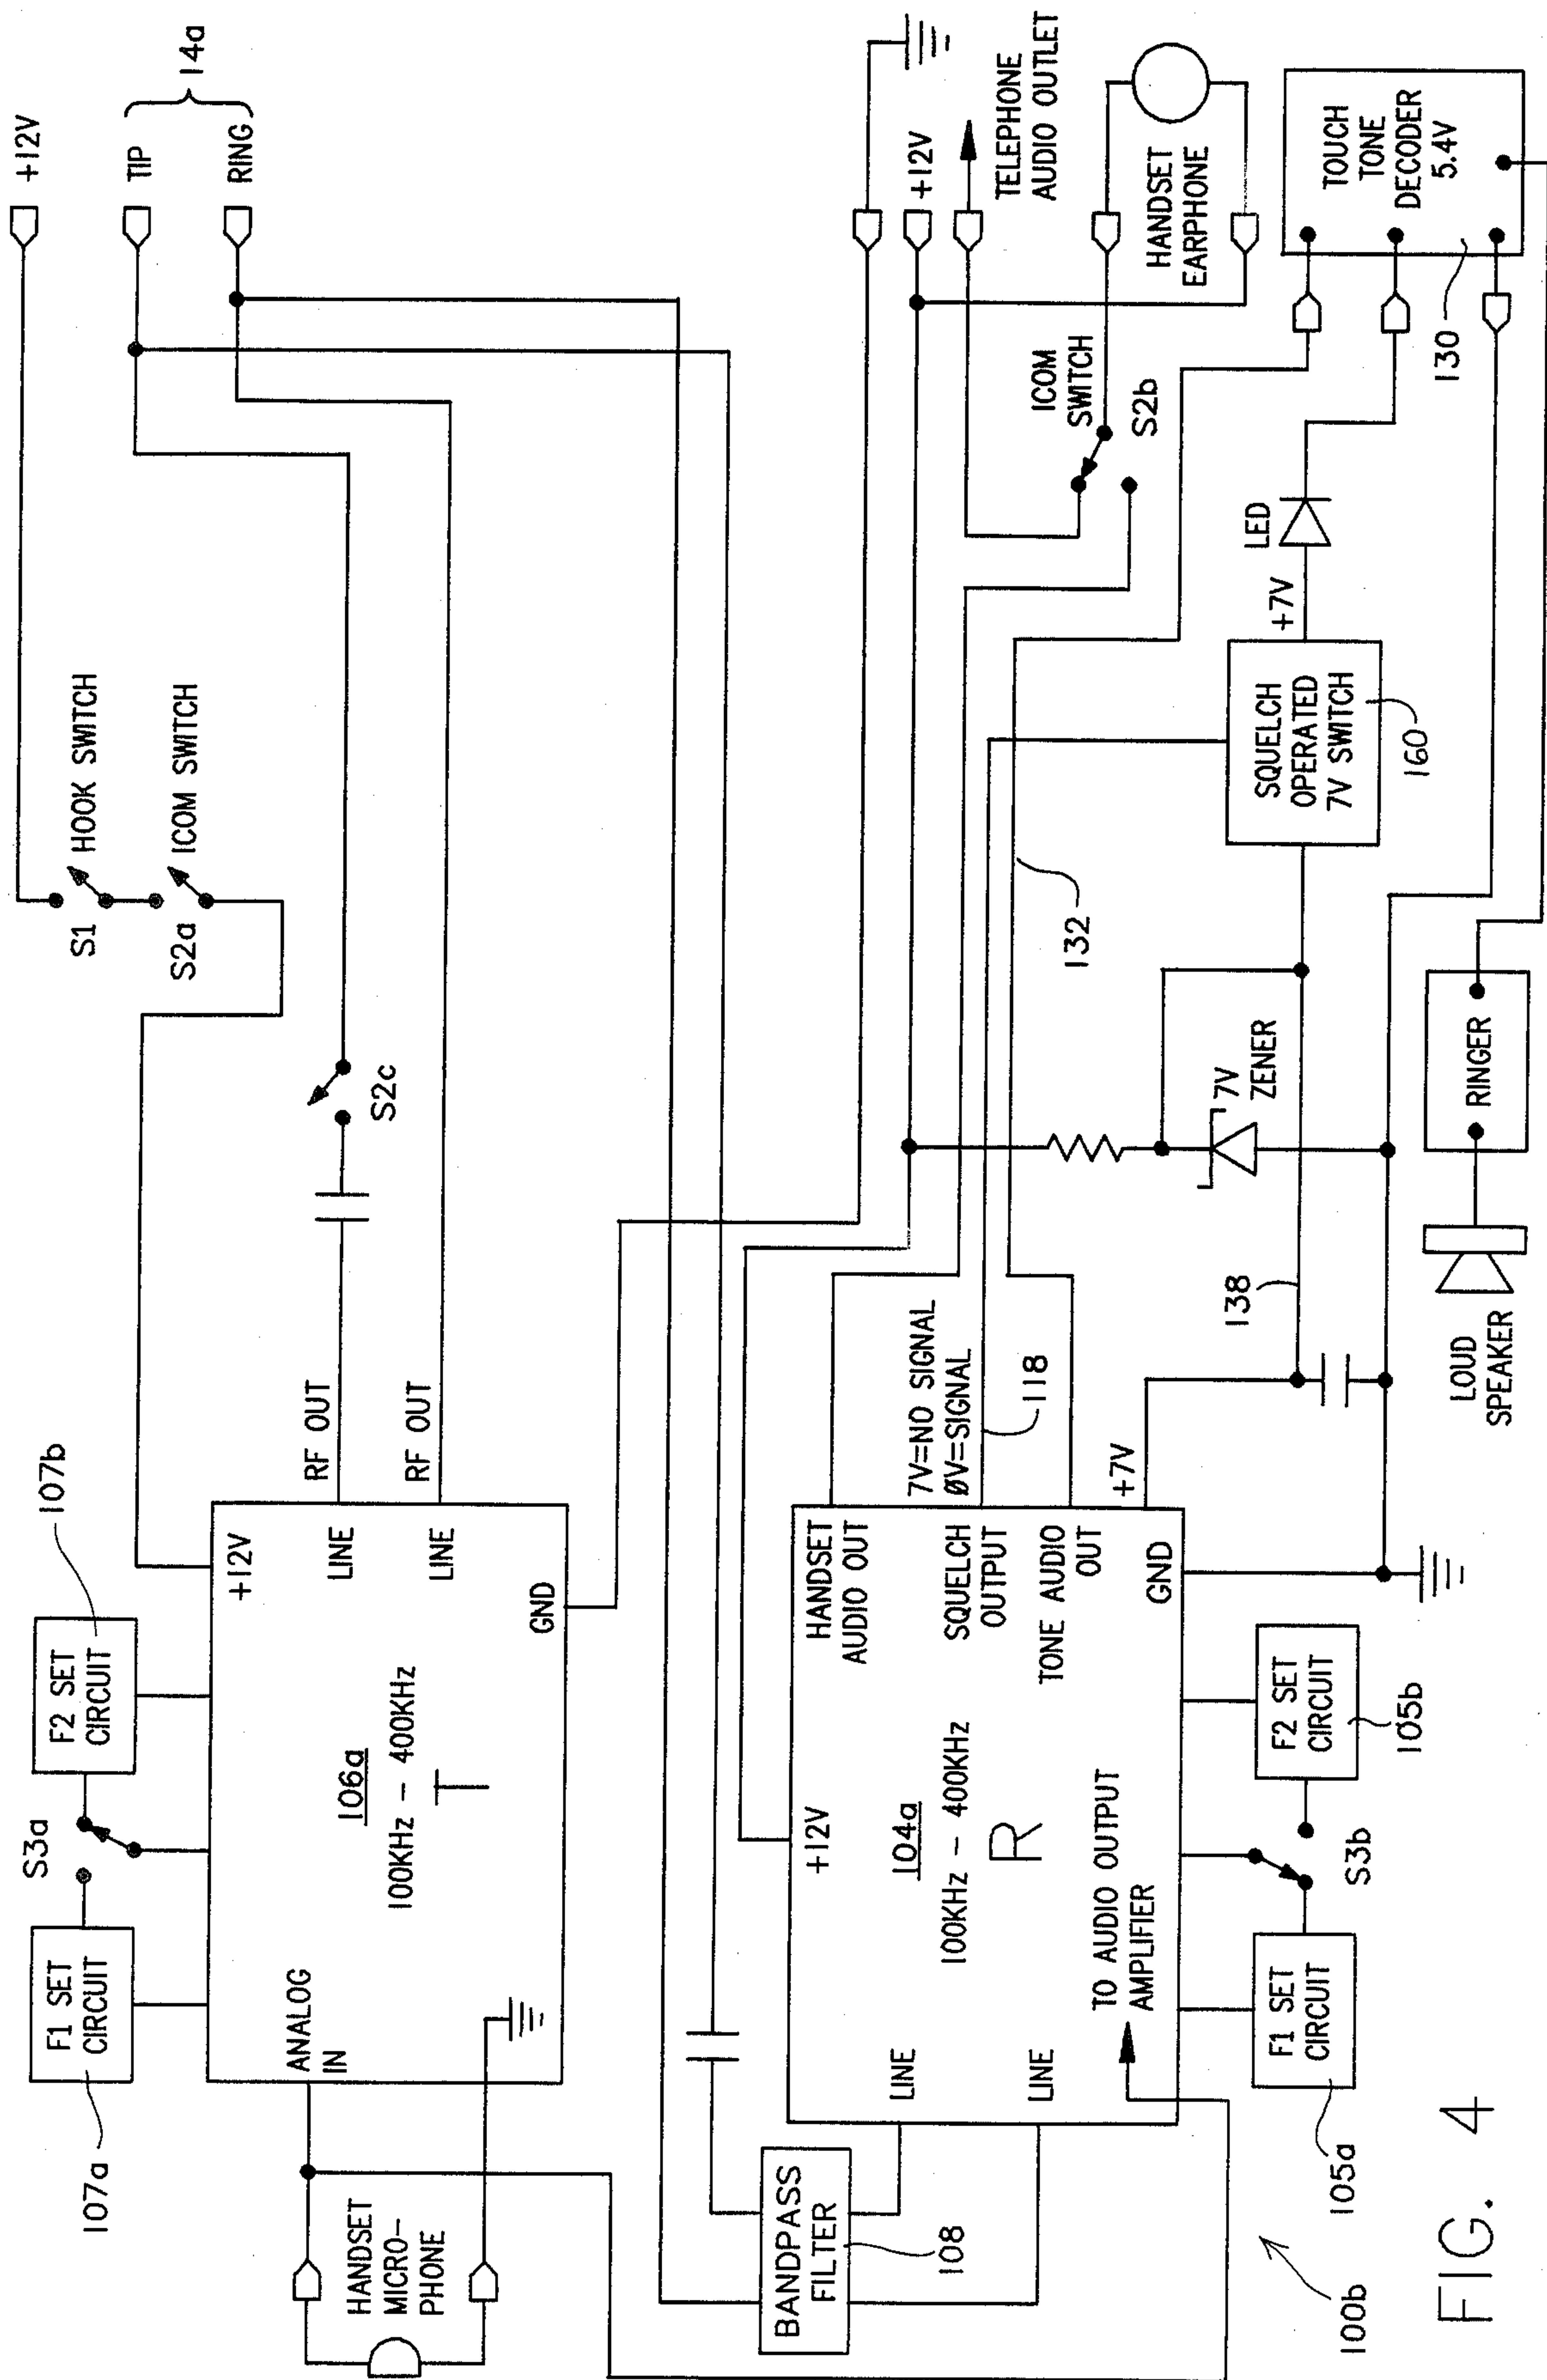 +12V
TIP
RING
14a
HOOK SWITCH
S1
ICOM SWITCH
S2a
S2c
RF OUT
RF OUT
107b
F2 SET
CIRCUIT
S3a
F1 SET
CIRCUIT
107a
+12V
LINE
LINE
GND
106a
100KHz - 400KHz
T
ANALOG
IN
HANDSET
MICRO-
PHONE
+12V
TELEPHONE
AUDIO OUTLET
HANDSET
EARPHONE
ICOM
SWITCH
S2b
TOUCH
TONE
DECODER
5.4V
130
LED
+7V
SQUELCH
OPERATED
7V SWITCH
160
132
7V
ZENER
138
RINGER
LOUD
SPEAKER
7V=NO SIGNAL
ØV=SIGNAL
118
+7V
HANDSET
AUDIO OUT
SQUELCH
OUTPUT
TONE AUDIO
OUT
GND
+12V
104a
100KHz - 400KHz
R
TO AUDIO OUTPUT
AMPLIFIER
LINE
LINE
BANDPASS
FILTER
108
F2 SET
CIRCUIT
105b
S3b
F1 SET
CIRCUIT
105a
100b
FIG. 4